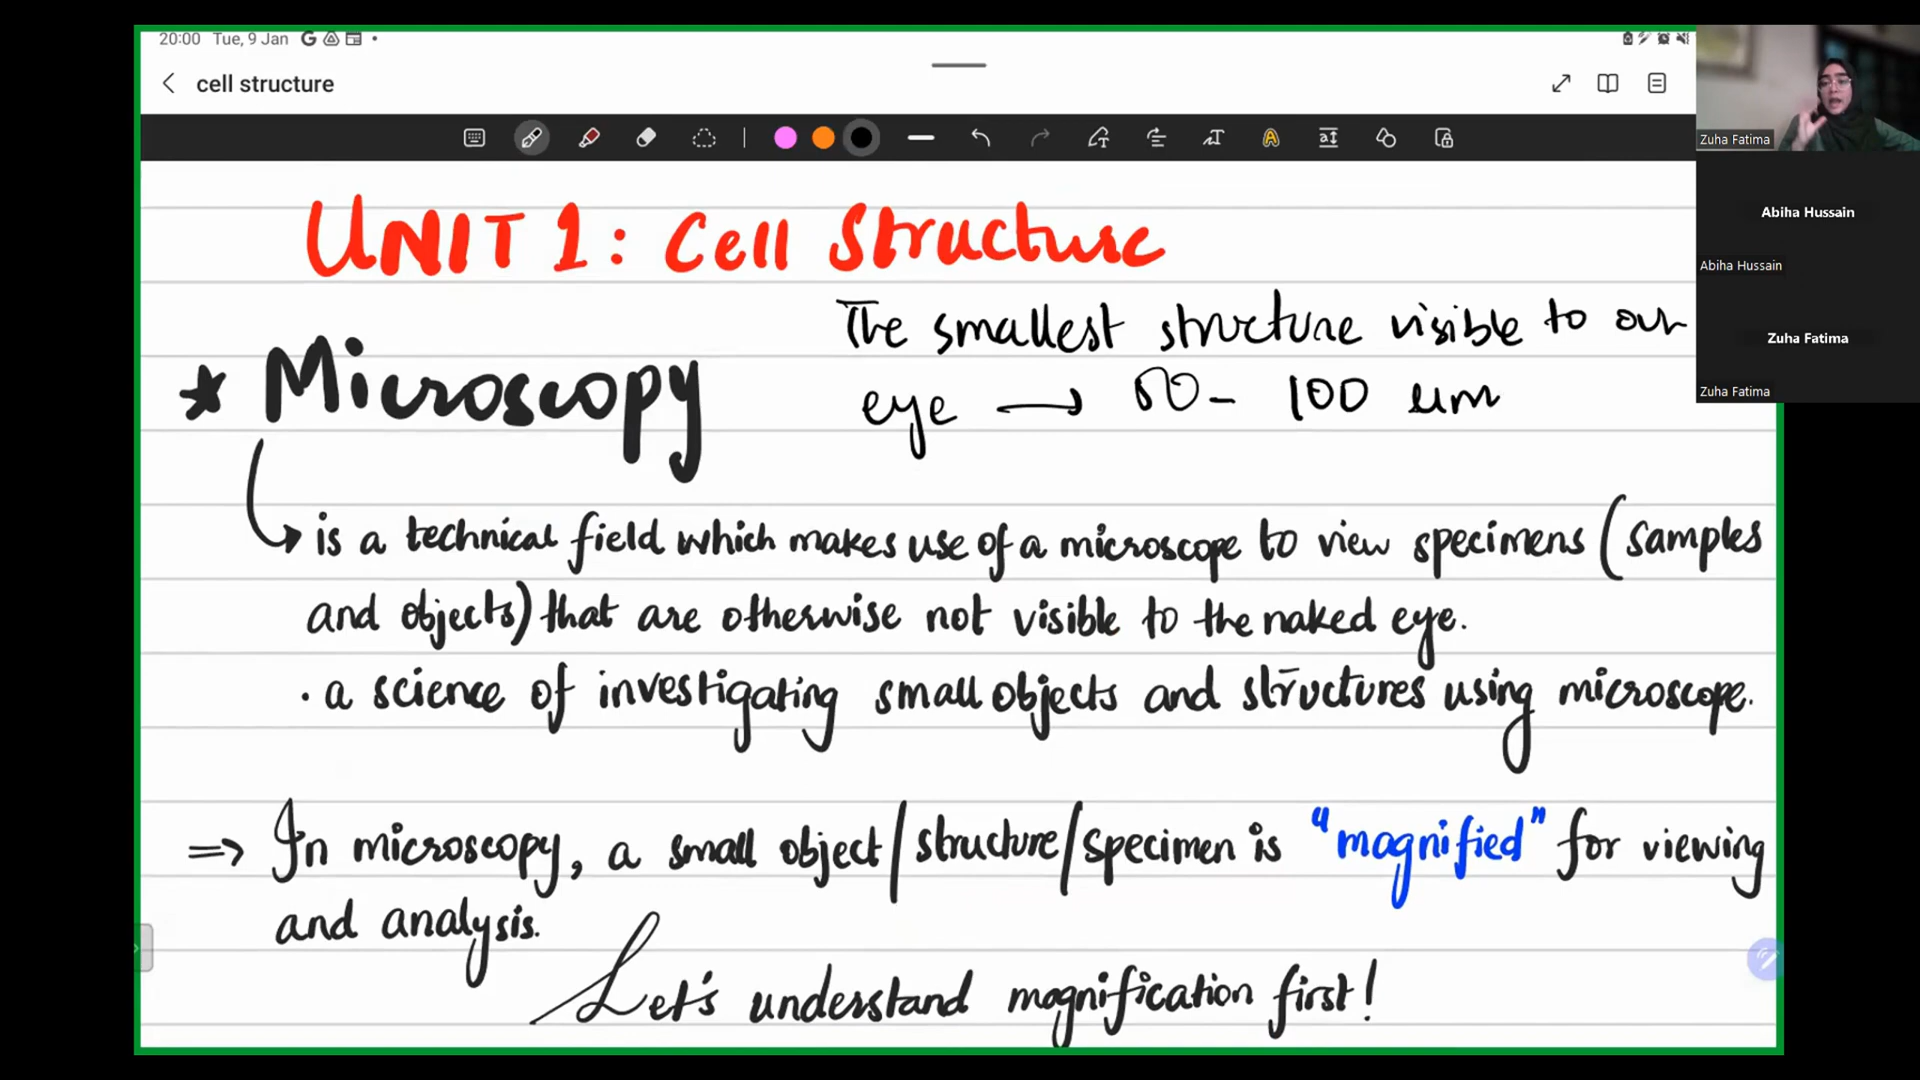 20:00 Tue, 9 Jan
cell structure
Zuha Fatima
Abiha Hussain
Abiha Hussain
Zuha Fatima
Zuha Fatima
UNIT 1: Cell Structure
The smallest structure visible to our
eye → 50- 100 um
* Microscopy
is a technical field which makes use of a microscope to view specimens (samples
and objects) that are otherwise not visible to the naked eye.
· a science of investigating small objects and structures using microscope.
⇒ In microscopy, a small object/structure/specimen is "magnified" for viewing
and analysis.
Let's understand magnification first!